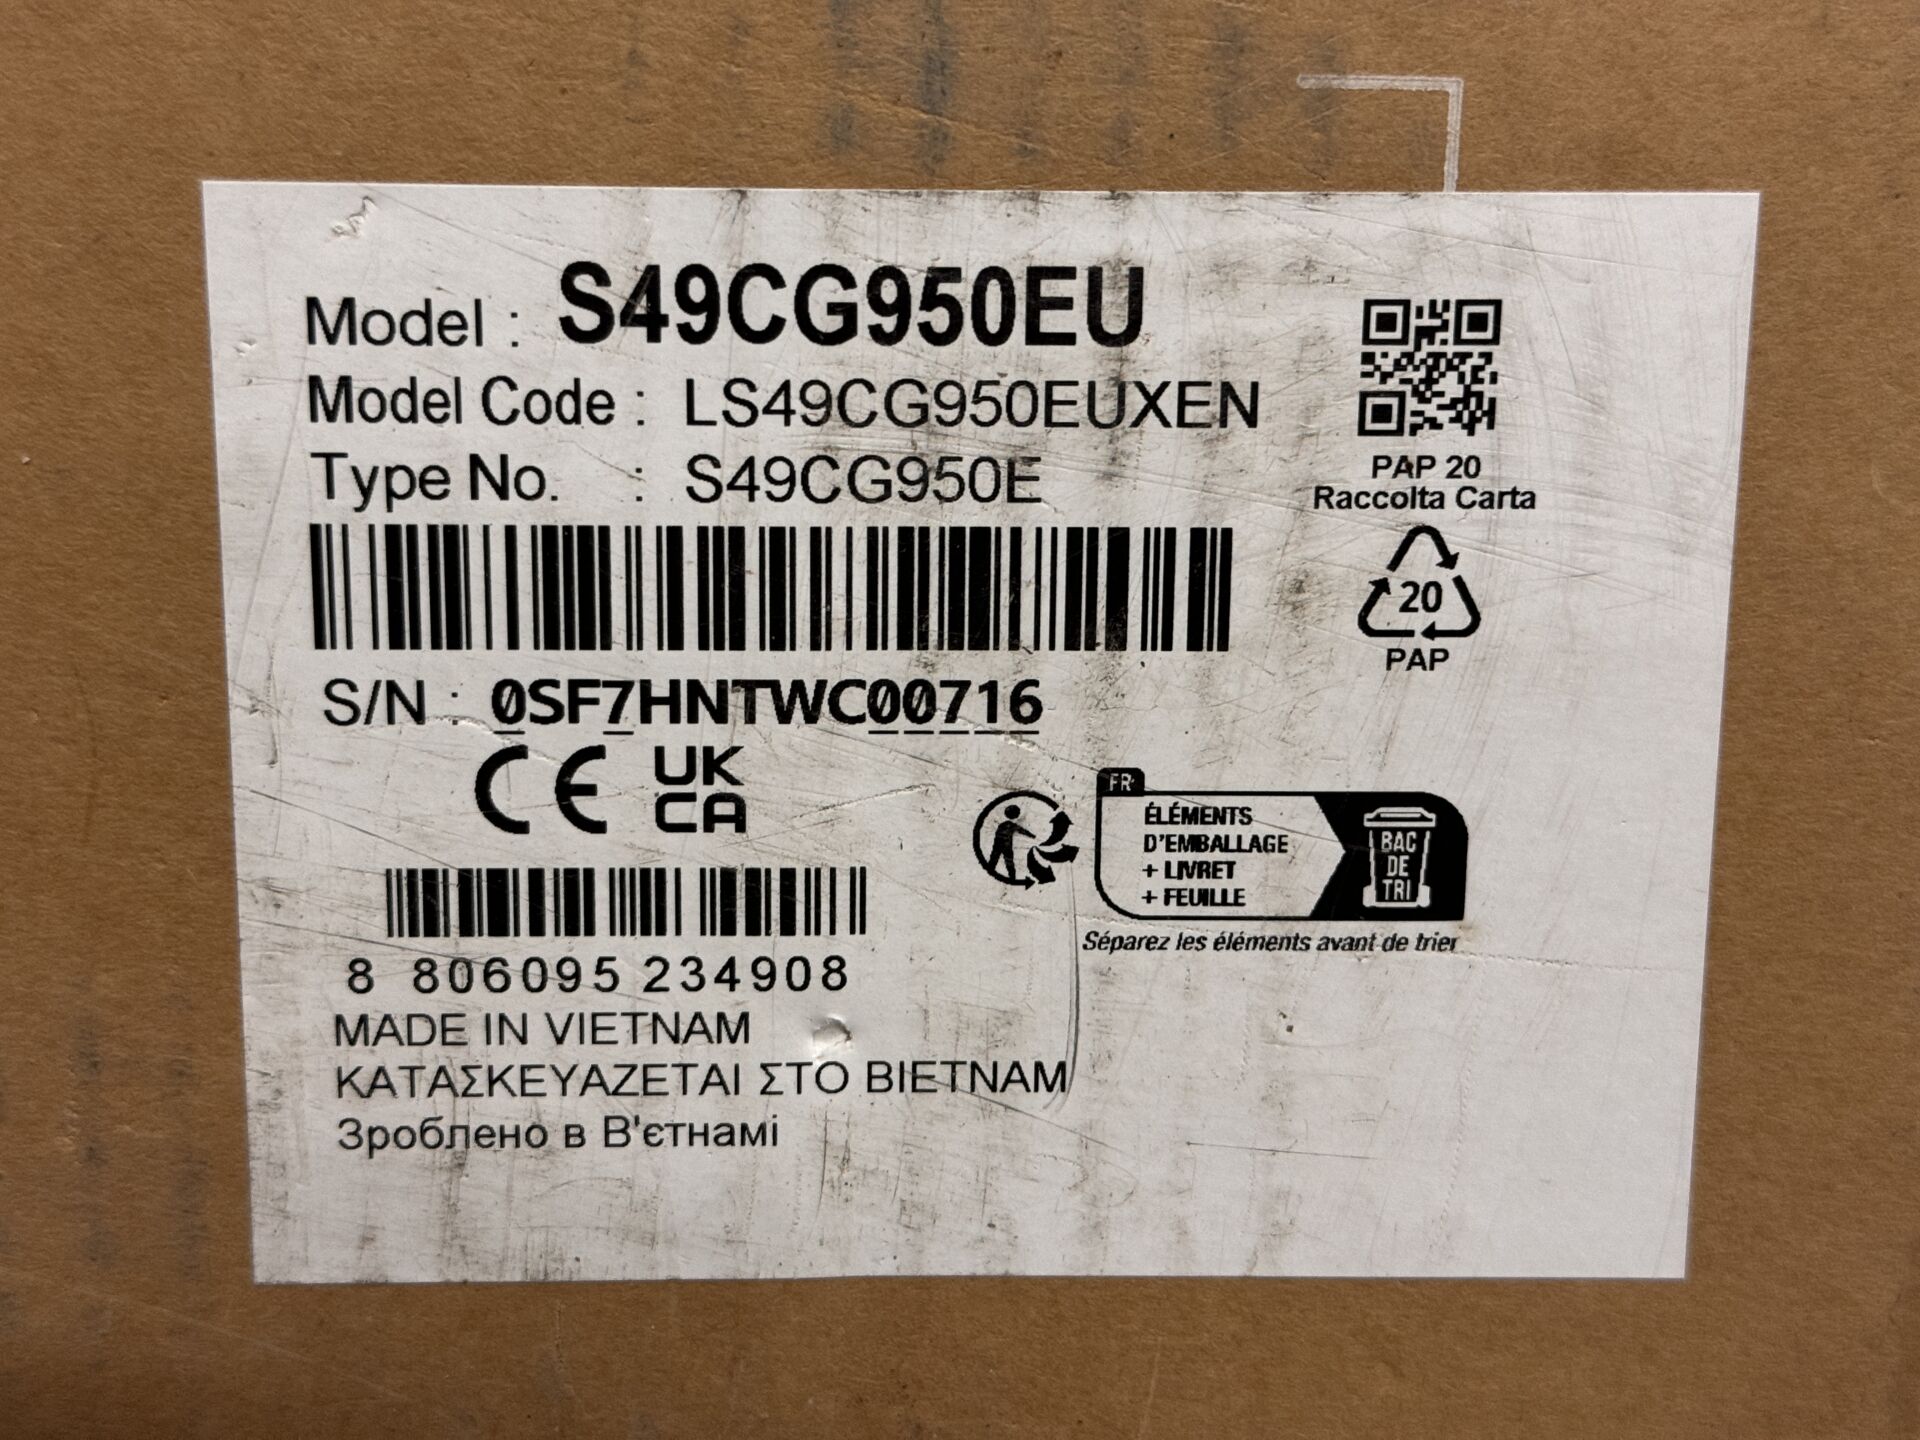 Model : S49CG950EU
Model Code : LS49CG950EUXEN
Type No. : S49CG950E
PAP 20
Raccolta Carta
20
PAP
S/N : 0SF7HNTWC00716
CE
UK
CA
FR
ÉLÉMENTS
D'EMBALLAGE
+ LIVRET
+ FEUILLE
BAC
DE
TRI
Séparez les éléments avant de trier
8 806095 234908
MADE IN VIETNAM
ΚΑΤΑΣΚΕΥΑΖΕΤΑΙ ΣΤΟ ΒΙΕΤΝΑΜ
Зроблено в В'єтнамі